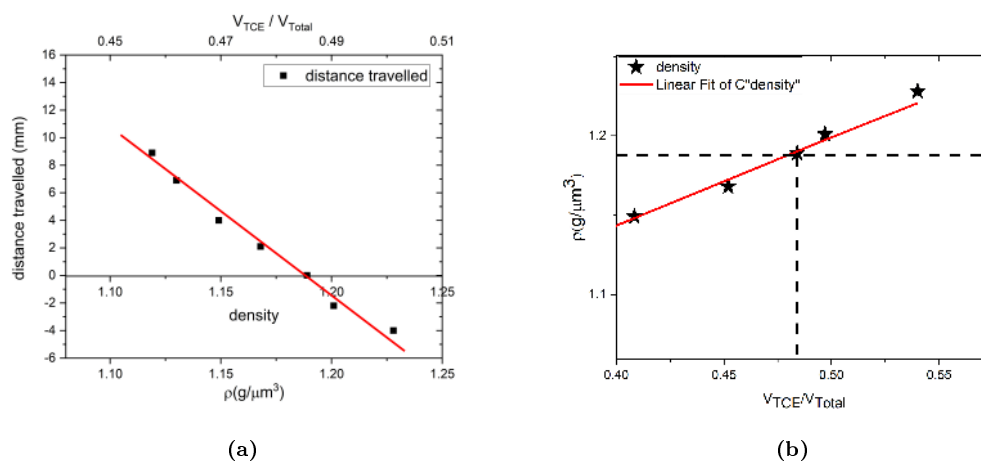 V_TCE / V_Total
0.45 0.47 0.49 0.51
16
14
12
10
8
6
4
2
0
-2
-4
-6
distance travelled (mm)
distance travelled
1.10 1.15 1.20 1.25
density
1.10 1.15 1.20 1.25
ρ(g/μm³)
(a)
density
Linear Fit of C"density"
1.2
1.1
ρ(g/μm³)
0.40 0.45 0.50 0.55
V_TCE/V_Total
(b)